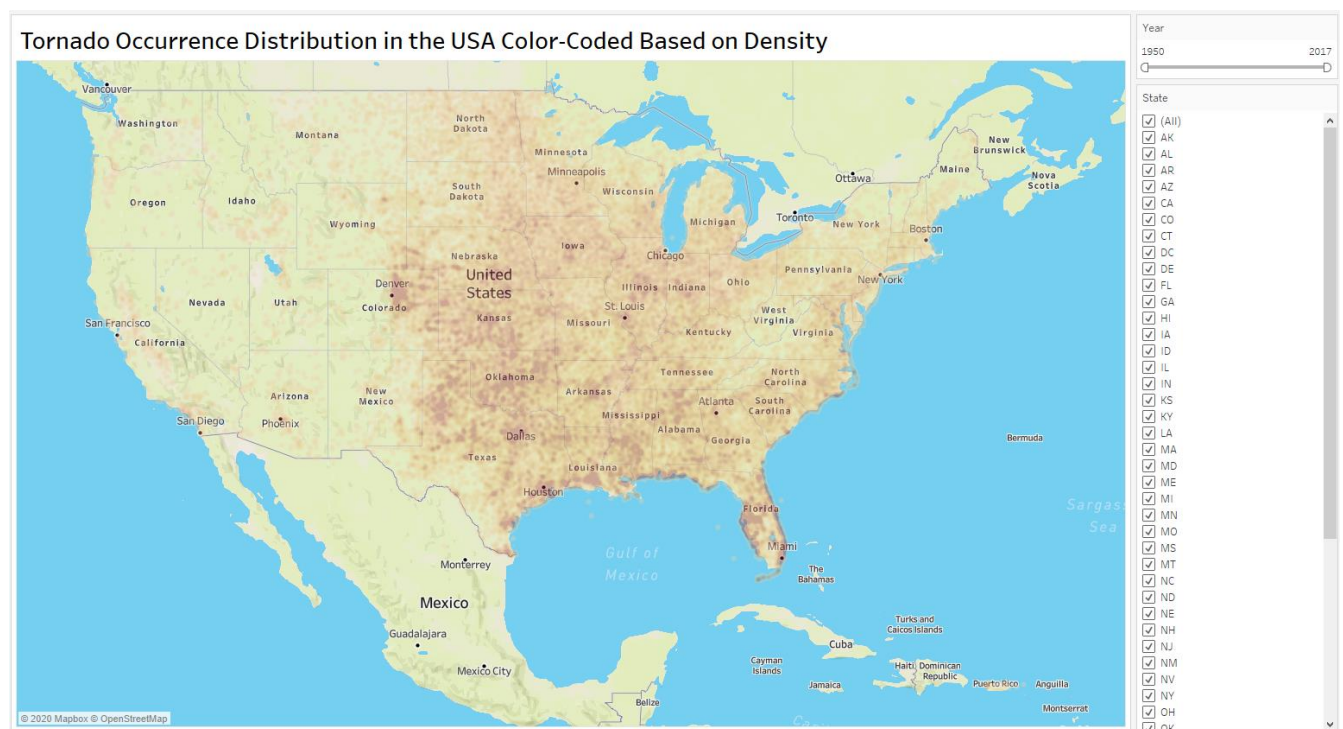 Tornado Occurrence Distribution in the USA Color-Coded Based on Density
Vancouver
Washington
Montana
North
Dakota
Minnesota
Minneapolis
Ottawa
New
Brunswick
Maine
Nova
Scotia
Oregon
Idaho
South
Dakota
Wisconsin
Michigan
Toronto
New York
Boston
Wyoming
Iowa
Chicago
Nebraska
United
States
Pennsylvania
New York
Denver
Colorado
Nevada
Utah
Illinois
Indiana
Ohio
St. Louis
Kansas
Missouri
West
Virginia
Virginia
Kentucky
San Francisco
California
Oklahoma
Tennessee
North
Carolina
Arizona
New
Mexico
Arkansas
Atlanta
South
Carolina
San Diego
Phoenix
Mississippi
Alabama
Georgia
Dallas
Texas
Louisiana
Bermuda
Houston
Florida
Sargas
Sea
Gulf of
Mexico
Miami
The
Bahamas
Monterrey
Mexico
Guadalajara
Mexico City
Turks and
Caicos Islands
Cuba
Cayman
Islands
Haiti
Dominican
Republic
Jamaica
Puerto Rico
Anguilla
Belize
Montserrat
© 2020 Mapbox © OpenStreetMap
Year
1950 2017
State
(All)
AK
AL
AR
AZ
CA
CO
CT
DC
DE
FL
GA
HI
IA
ID
IL
IN
KS
KY
LA
MA
MD
ME
MI
MN
MO
MS
MT
NC
ND
NE
NH
NJ
NM
NV
NY
OH
OK